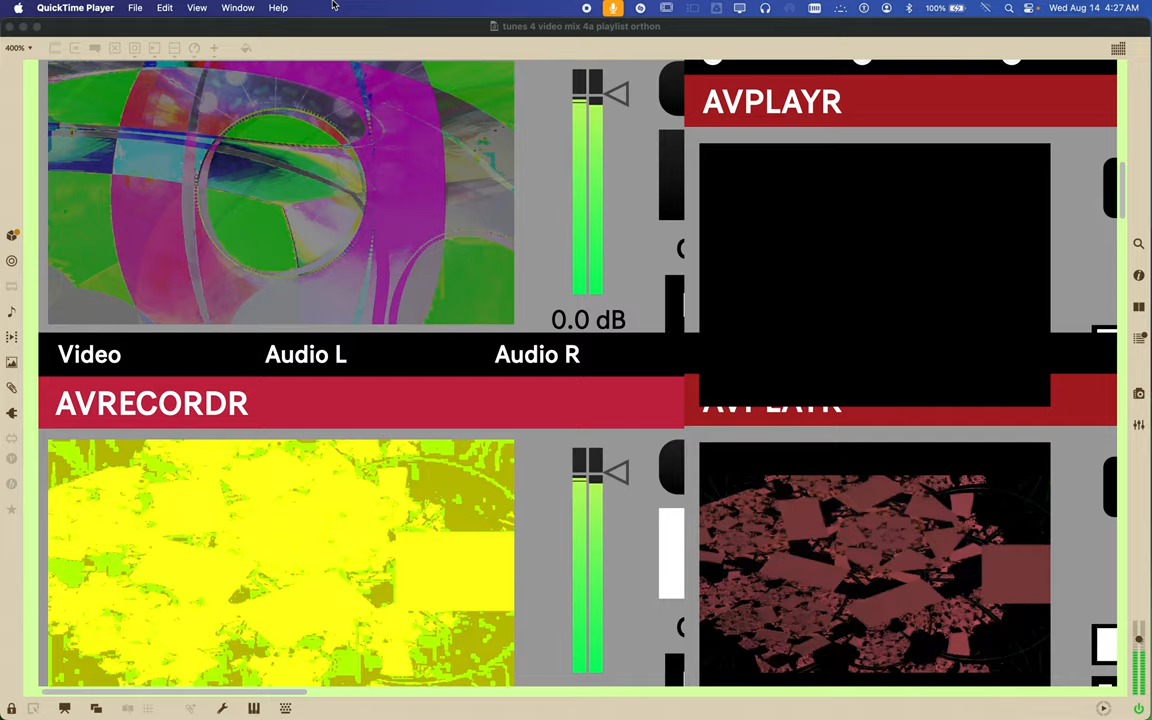 QuickTime Player File Edit View Window Help 100% Wed Aug 14 4:27 AM
tunes 4 video mix 4a playlist orthon
400%
AVPLAYR
0.0 dB
Video Audio L Audio R
AVRECORDR
AVPLAYR